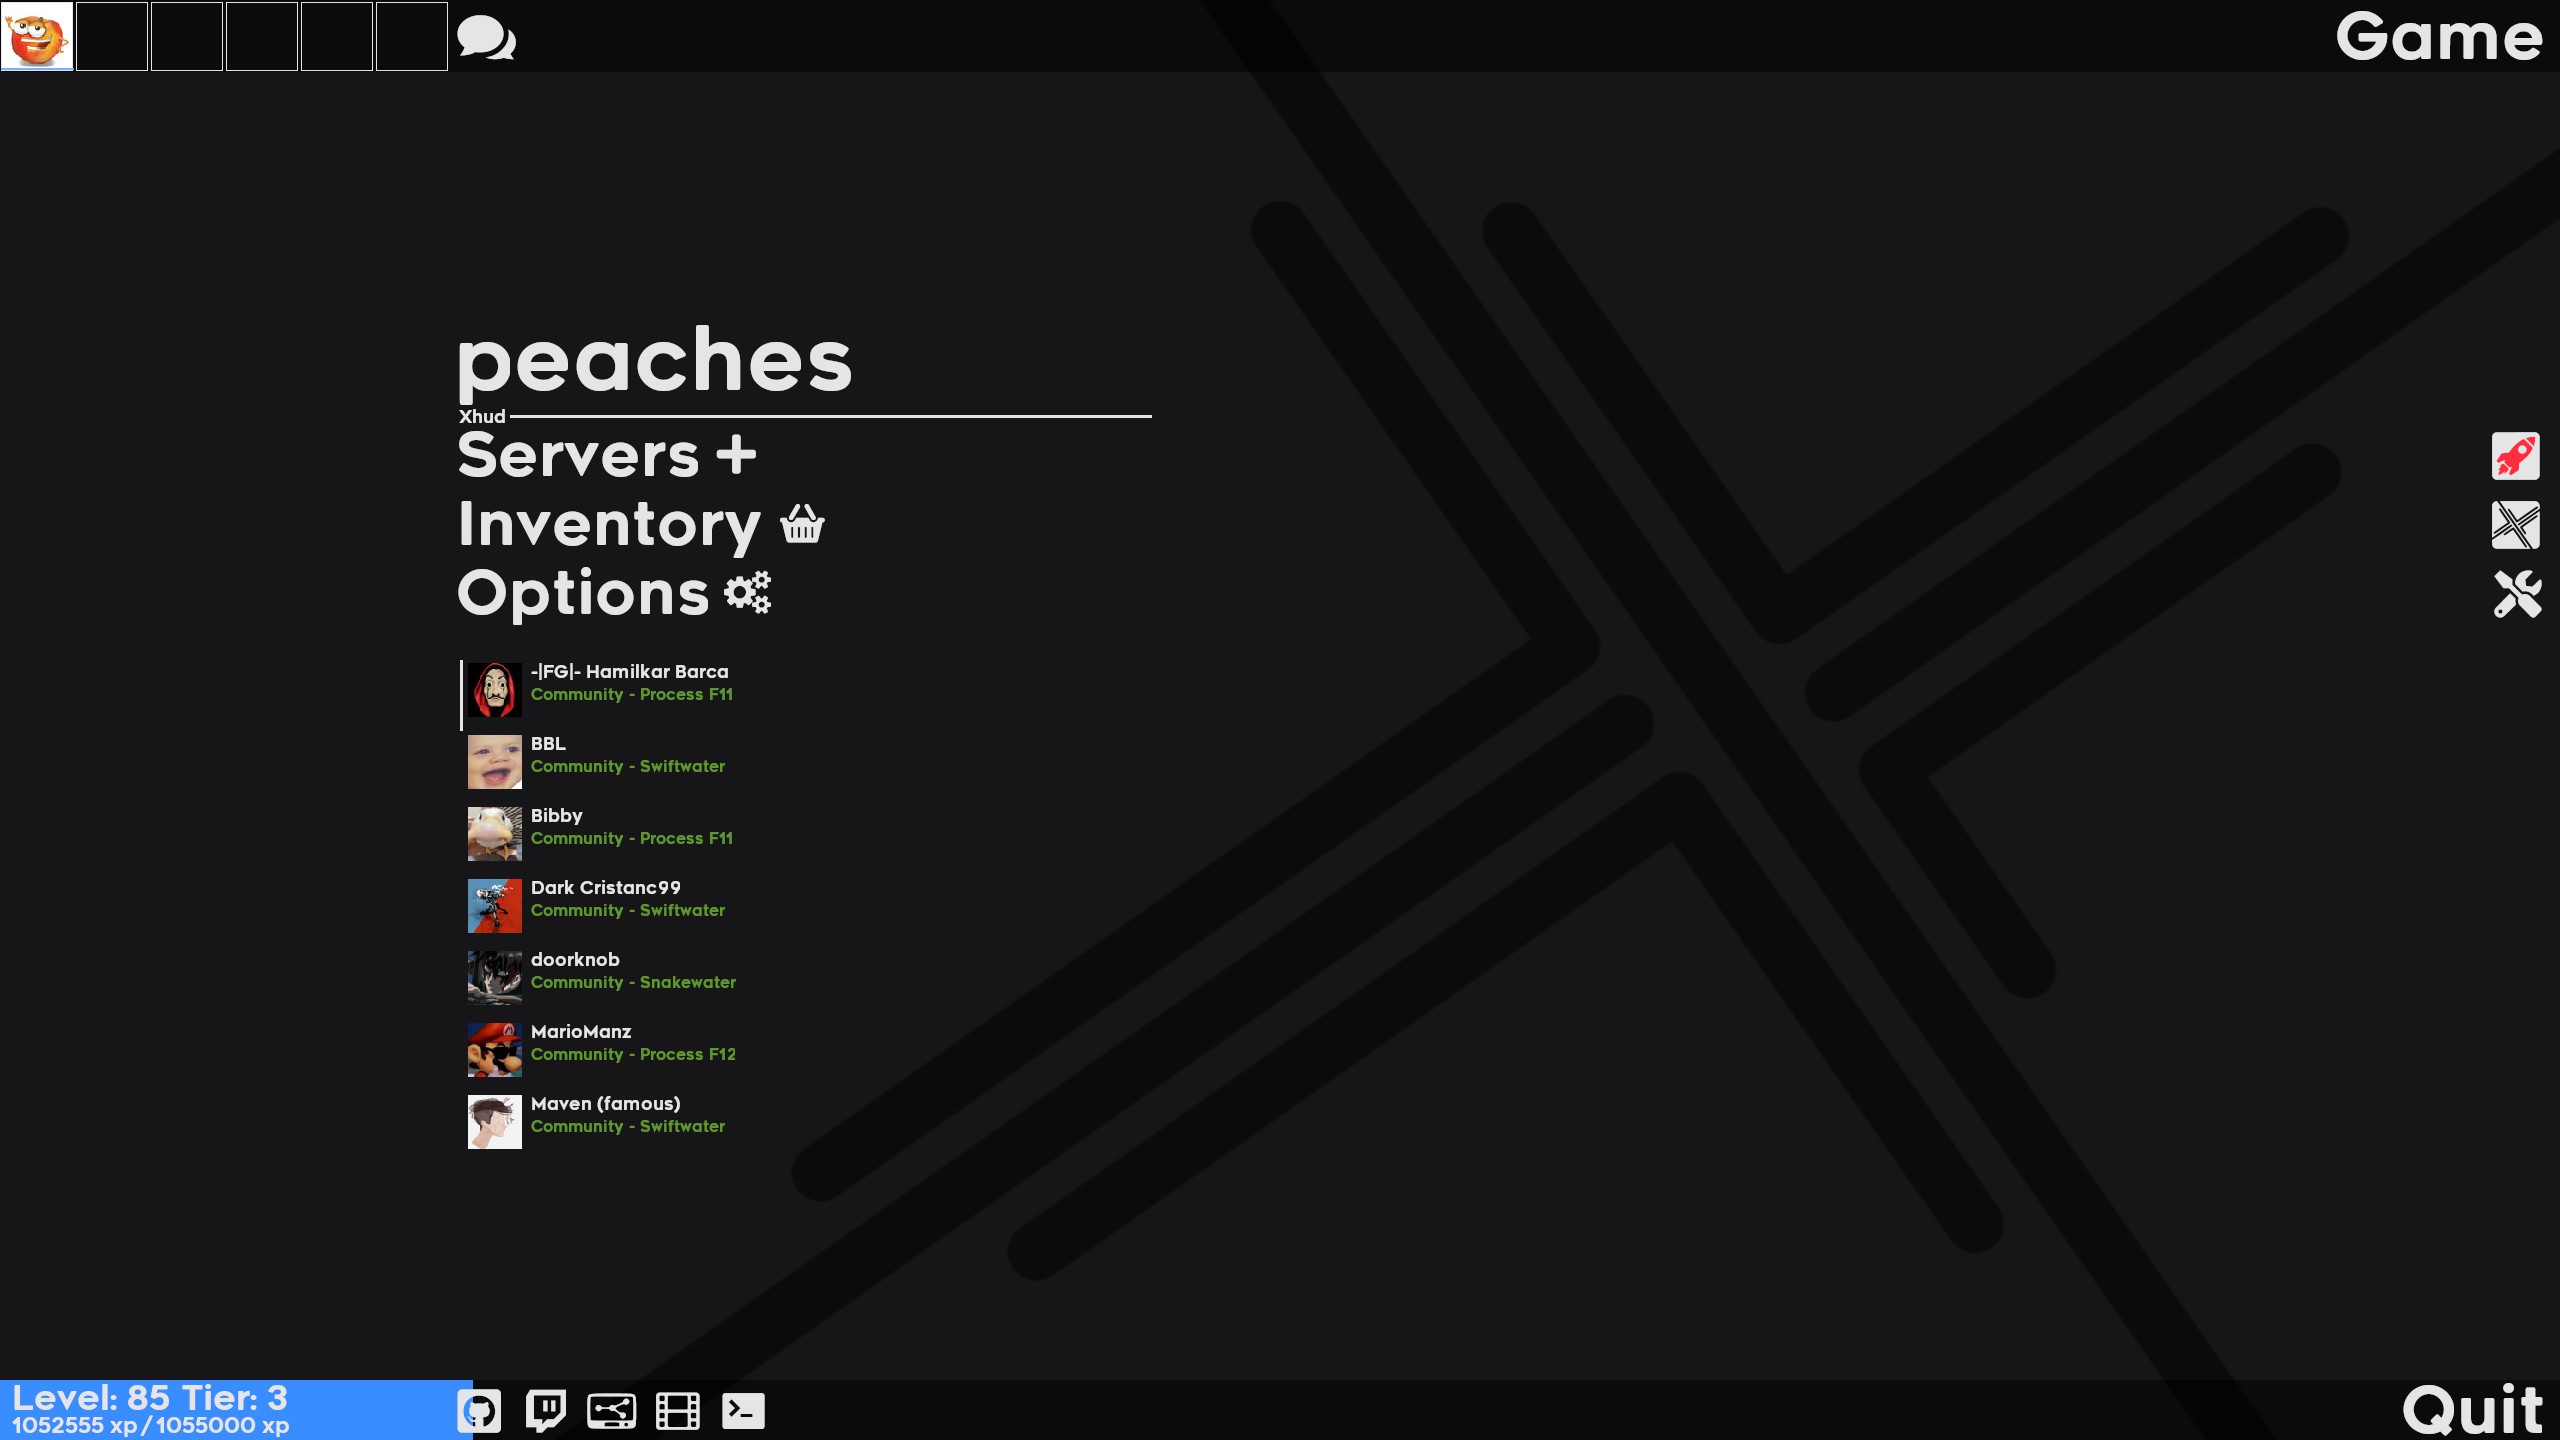 Game
peaches
Xhud
Servers +
Inventory
Options
-|FG|- Hamilkar Barca
Community - Process F11
BBL
Community - Swiftwater
Bibby
Community - Process F11
Dark Cristanc99
Community - Swiftwater
doorknob
Community - Snakewater
MarioManz
Community - Process F12
Maven (famous)
Community - Swiftwater
Level: 85 Tier: 3
1052555 xp / 1055000 xp
Quit